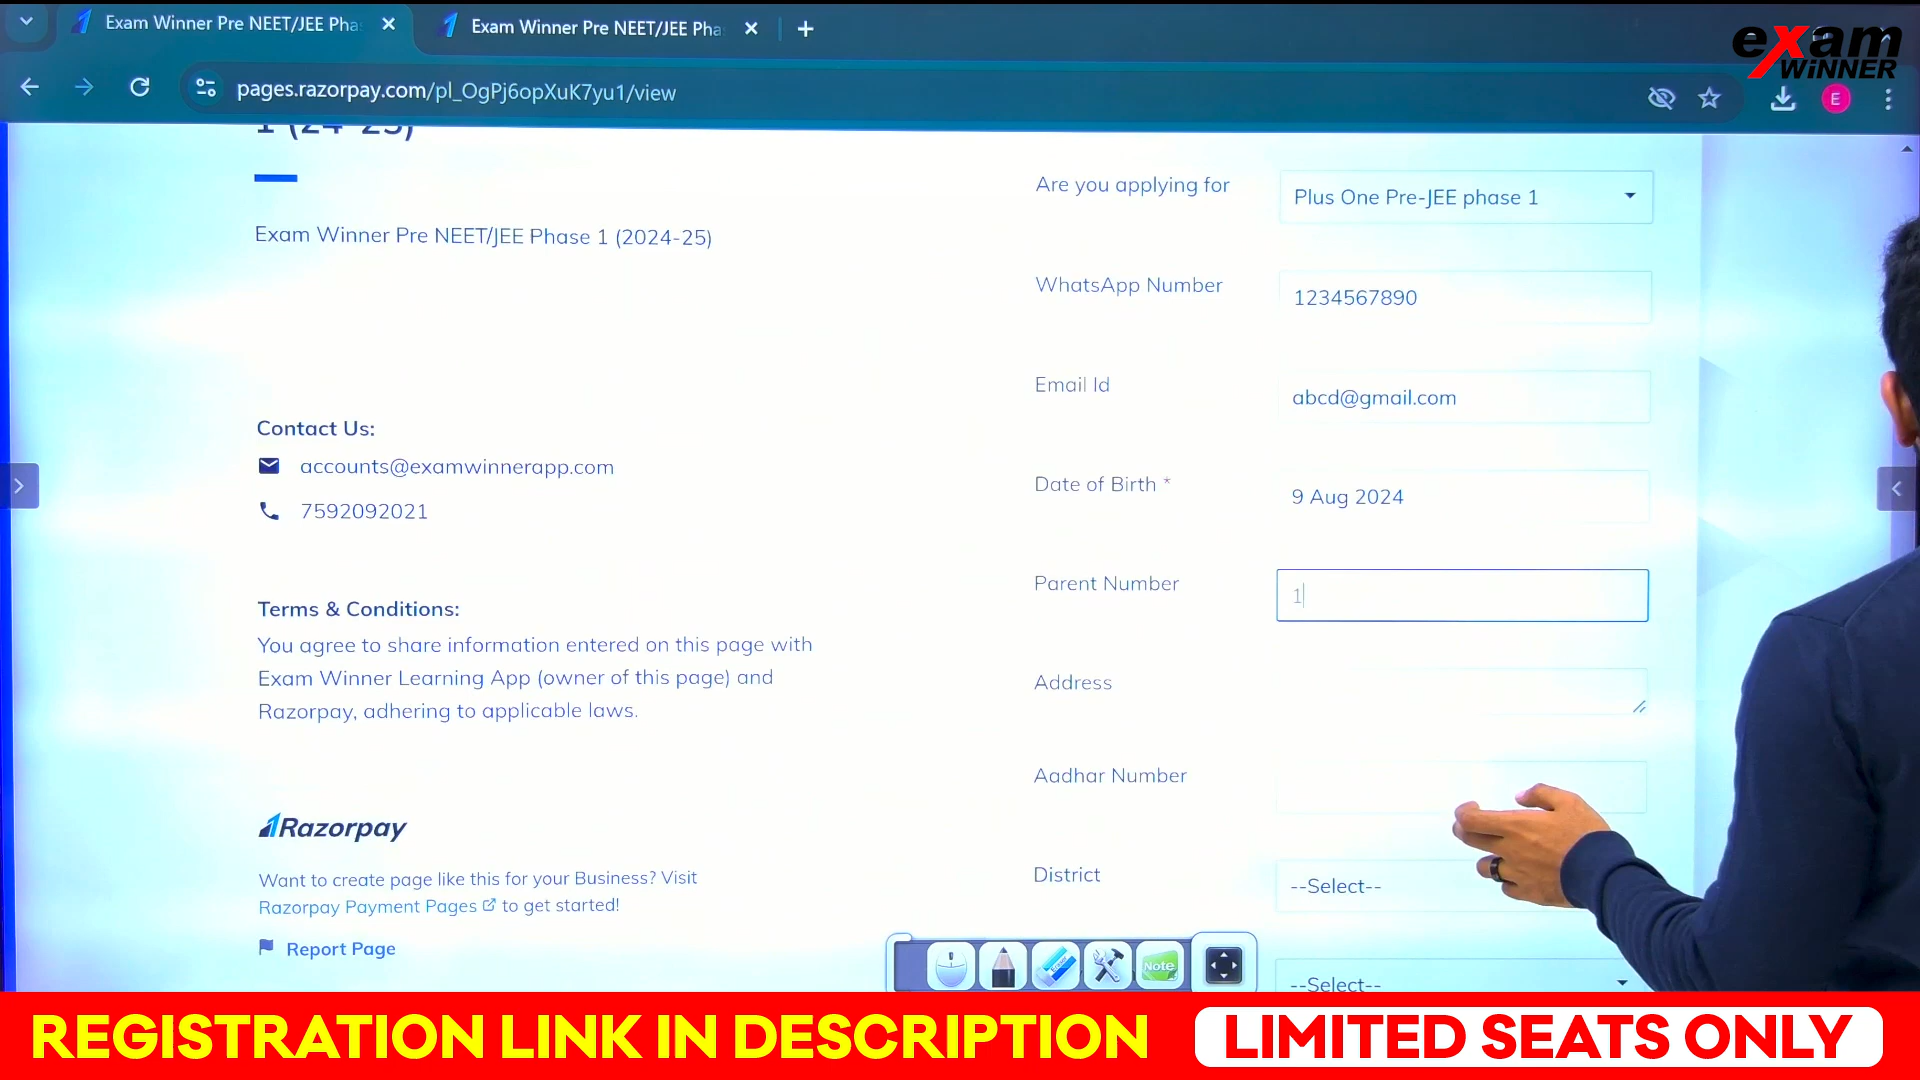 Exam Winner Pre NEET/JEE Pha
Exam Winner Pre NEET/JEE Pha
exam
WiNNER
pages.razorpay.com/pl_OgPj6opXuK7yu1/view
E
1 (24-25)
Exam Winner Pre NEET/JEE Phase 1 (2024-25)
Contact Us:
accounts@examwinnerapp.com
7592092021
Terms & Conditions:
You agree to share information entered on this page with
Exam Winner Learning App (owner of this page) and
Razorpay, adhering to applicable laws.
Razorpay
Want to create page like this for your Business? Visit
Razorpay Payment Pages to get started!
Report Page
Are you applying for
Plus One Pre-JEE phase 1
WhatsApp Number
1234567890
Email Id
abcd@gmail.com
Date of Birth *
9 Aug 2024
Parent Number
1
Address
Aadhar Number
District
--Select--
--Select--
Note
REGISTRATION LINK IN DESCRIPTION
LIMITED SEATS ONLY